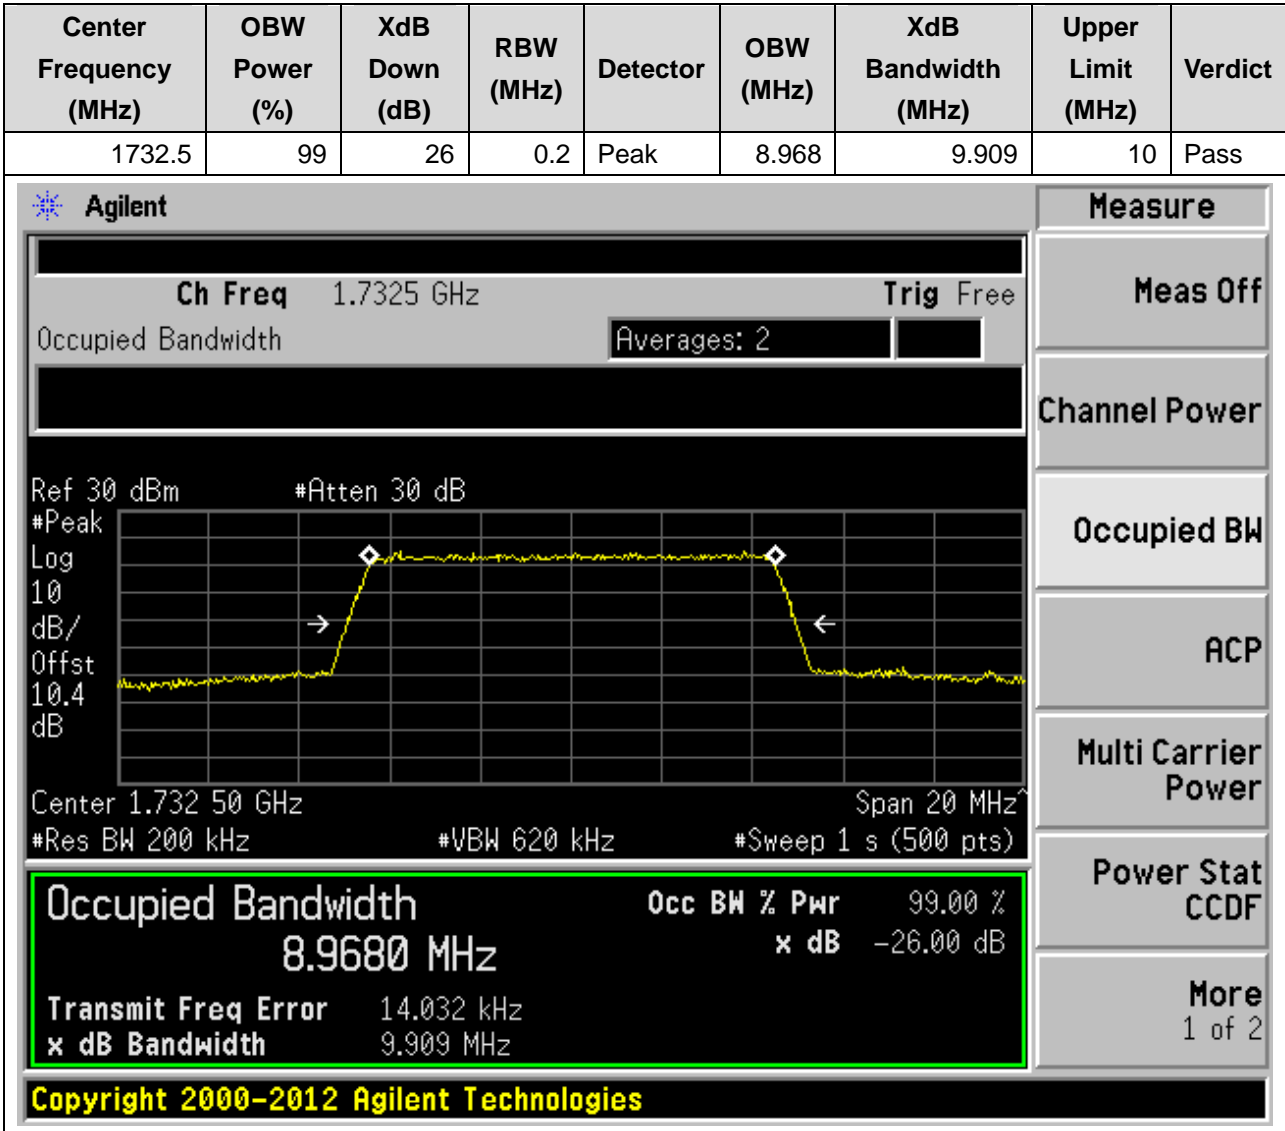 Center Frequency (MHz) OBW Power (%) XdB Down (dB) RBW (MHz) Detector OBW (MHz) XdB Bandwidth (MHz) Upper Limit (MHz) Verdict
1732.5 99 26 0.2 Peak 8.968 9.909 10 Pass
Agilent
Measure
Ch Freq 1.7325 GHz Trig Free
Meas Off
Occupied Bandwidth Averages: 2
Channel Power
Ref 30 dBm #Atten 30 dB
#Peak
Log
10
dB/
Offst
10.4
dB
Occupied BW
ACP
Center 1.732 50 GHz Span 20 MHz^
#Res BW 200 kHz #VBW 620 kHz #Sweep 1 s (500 pts)
Multi Carrier
Power
Occupied Bandwidth Occ BW % Pwr 99.00 %
8.9680 MHz x dB -26.00 dB
Transmit Freq Error 14.032 kHz
x dB Bandwidth 9.909 MHz
Power Stat
CCDF
More
1 of 2
Copyright 2000-2012 Agilent Technologies